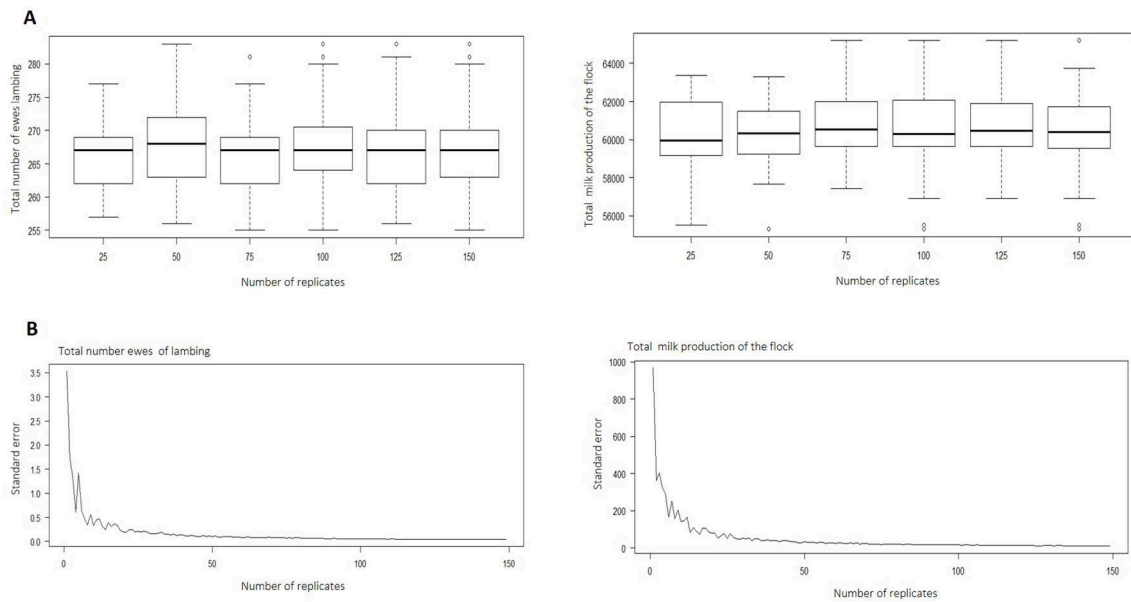 A
Total number of ewes lambing
280
275
270
265
260
255
25 50 75 100 125 150
Number of replicates
Total milk production of the flock
64000
62000
60000
58000
56000
25 50 75 100 125 150
Number of replicates
B
Total number ewes of lambing
Standard error
3.5
3.0
2.5
2.0
1.5
1.0
0.5
0.0
0 50 100 150
Number of replicates
Total milk production of the flock
Standard error
1000
800
600
400
200
0
0 50 100 150
Number of replicates